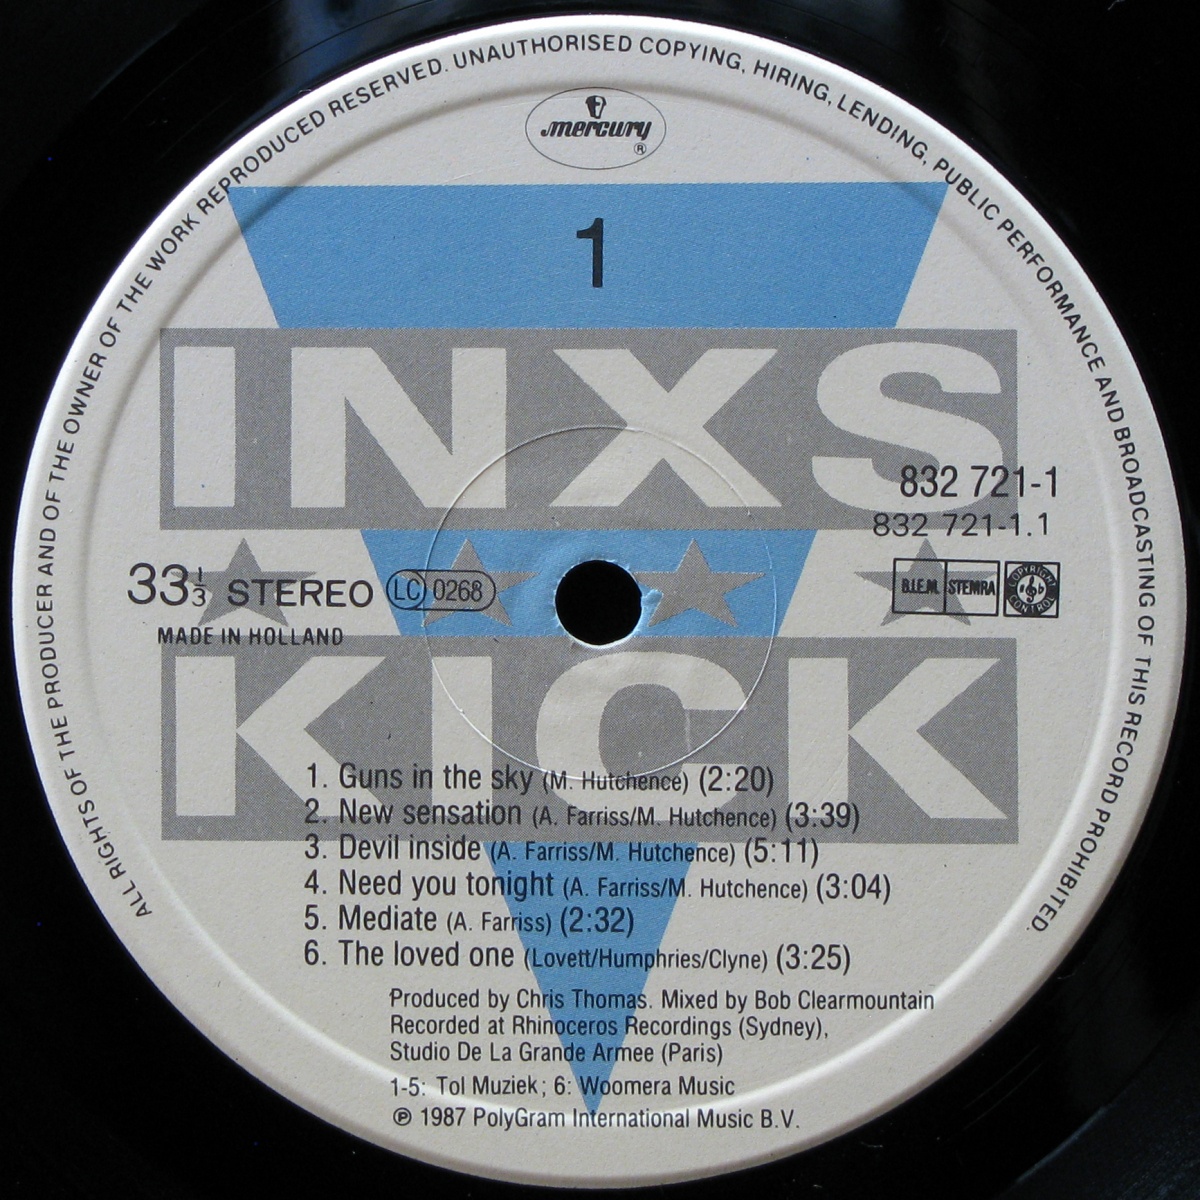 ALL RIGHTS OF THE PRODUCER AND OF THE OWNER OF THE WORK REPRODUCED RESERVED. UNAUTHORISED COPYING, HIRING, LENDING, PUBLIC PERFORMANCE AND BROADCASTING OF THIS RECORD PROHIBITED.
mercury
®
1
INXS
832 721-1
832 721-1.1
33⅓ STEREO LC 0268
B.I.E.M. STEMRA
COPYRIGHT CONTROL
MADE IN HOLLAND
KICK
1. Guns in the sky (M. Hutchence) (2:20)
2. New sensation (A. Farriss/M. Hutchence) (3:39)
3. Devil inside (A. Farriss/M. Hutchence) (5:11)
4. Need you tonight (A. Farriss/M. Hutchence) (3:04)
5. Mediate (A. Farriss) (2:32)
6. The loved one (Lovett/Humphries/Clyne) (3:25)
Produced by Chris Thomas. Mixed by Bob Clearmountain
Recorded at Rhinoceros Recordings (Sydney),
Studio De La Grande Armee (Paris)
1-5: Tol Muziek; 6: Woomera Music
℗ 1987 PolyGram International Music B.V.